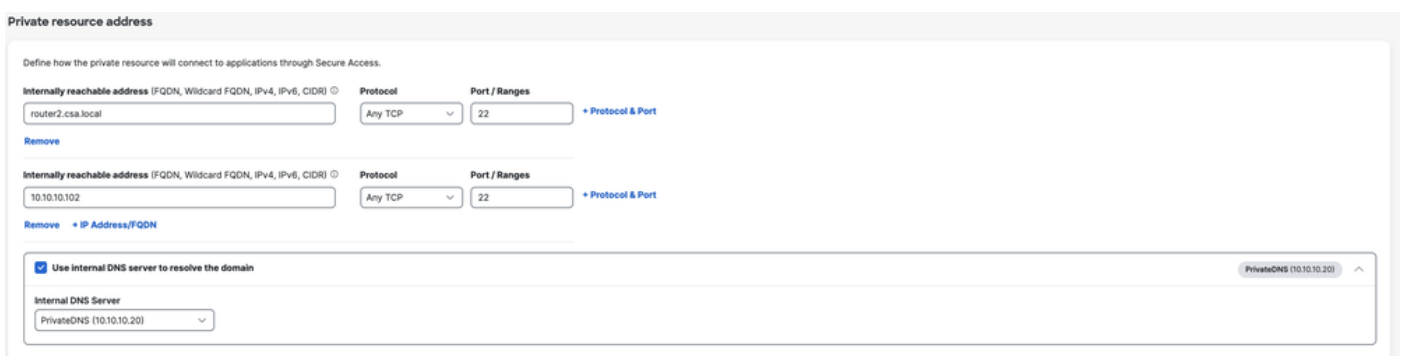 Private resource address
Define how the private resource will connect to applications through Secure Access.
Internally reachable address (FQDN, Wildcard FQDN, IPv4, IPv6, CIDR) Protocol Port / Ranges
router2.csa.local Any TCP 22 + Protocol & Port
Remove
Internally reachable address (FQDN, Wildcard FQDN, IPv4, IPv6, CIDR) Protocol Port / Ranges
10.10.10.102 Any TCP 22 + Protocol & Port
Remove + IP Address/FQDN
Use internal DNS server to resolve the domain PrivateDNS (10.10.10.20)
Internal DNS Server
PrivateDNS (10.10.10.20)